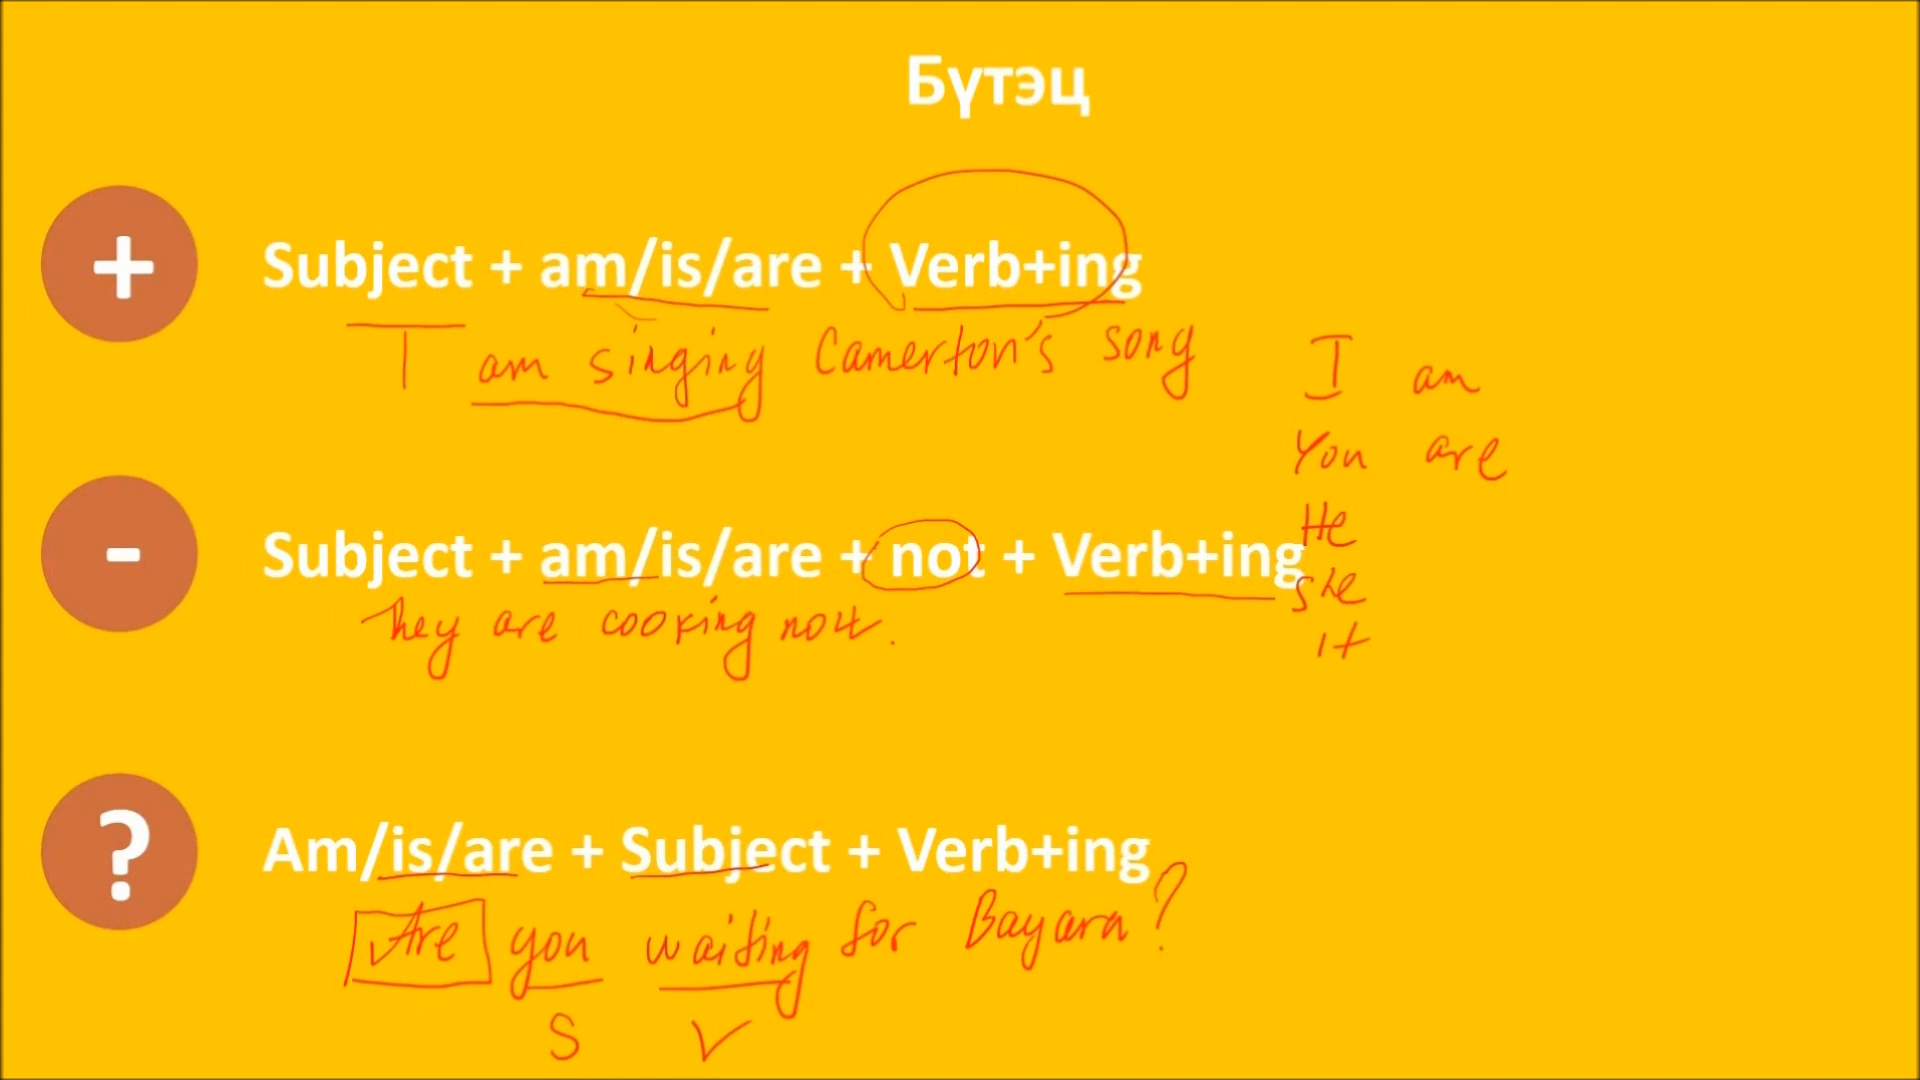 Бүтэц
+ Subject + am/is/are + Verb+ing
I am singing Camerton's song
I am
You are
He
She
it
- Subject + am/is/are + not + Verb+ing
They are cooking now.
? Am/is/are + Subject + Verb+ing
Are you waiting for Bayara?
S V